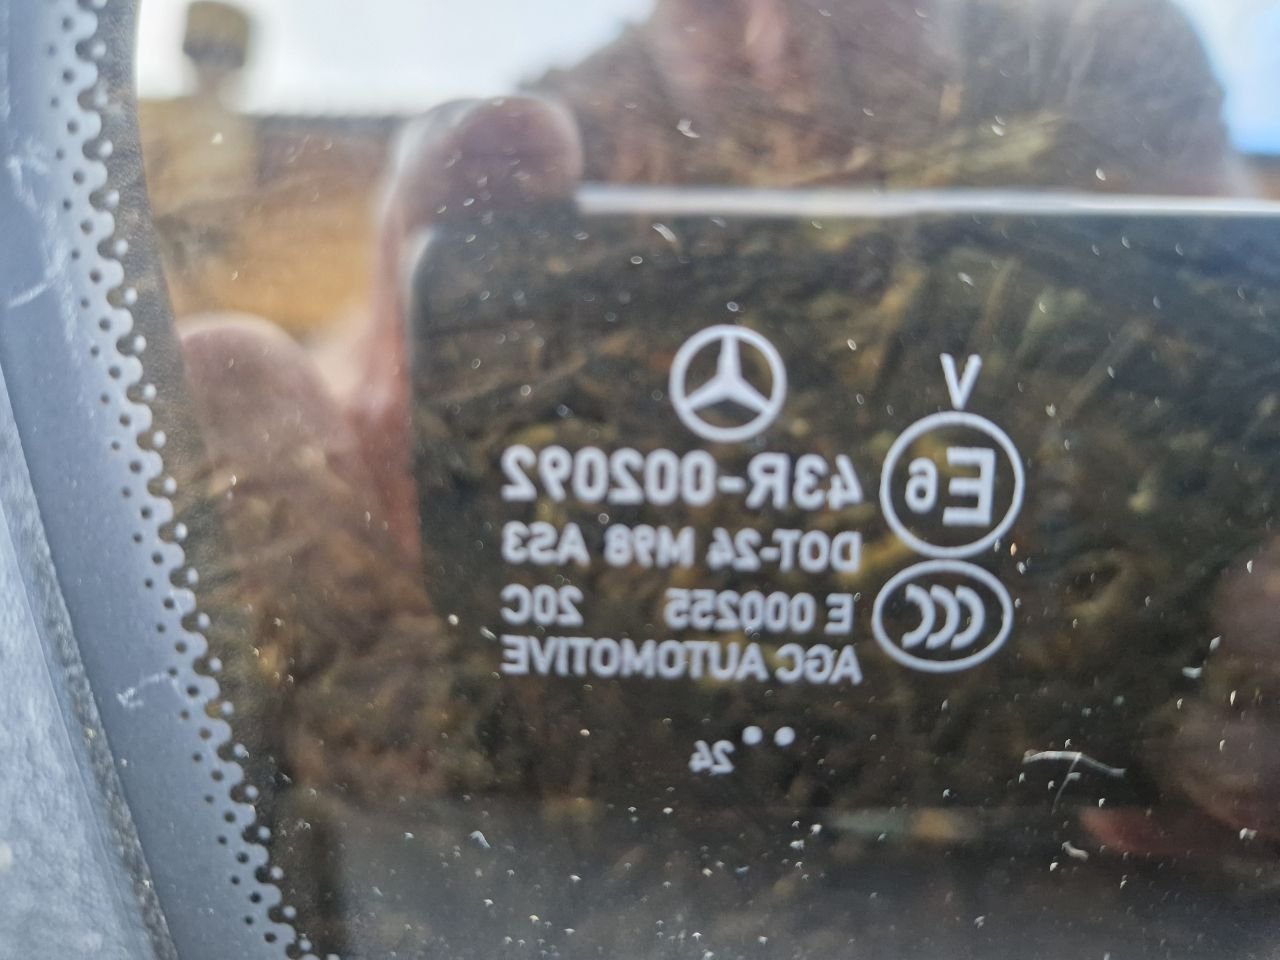 V
E6
43R-002092
DOT-24 M98 AS3
CCC
E 000255 20C
AGC AUTOMOTIVE
•• 24